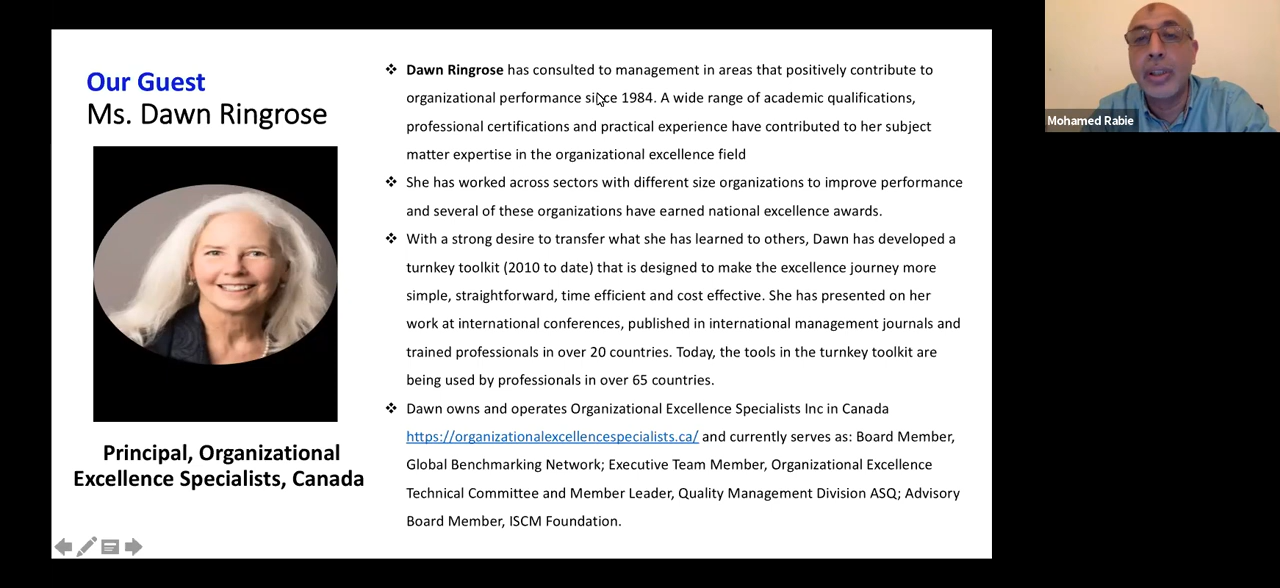 Our Guest
Ms. Dawn Ringrose
Principal, Organizational
Excellence Specialists, Canada
❖ Dawn Ringrose has consulted to management in areas that positively contribute to
organizational performance since 1984. A wide range of academic qualifications,
professional certifications and practical experience have contributed to her subject
matter expertise in the organizational excellence field
❖ She has worked across sectors with different size organizations to improve performance
and several of these organizations have earned national excellence awards.
❖ With a strong desire to transfer what she has learned to others, Dawn has developed a
turnkey toolkit (2010 to date) that is designed to make the excellence journey more
simple, straightforward, time efficient and cost effective. She has presented on her
work at international conferences, published in international management journals and
trained professionals in over 20 countries. Today, the tools in the turnkey toolkit are
being used by professionals in over 65 countries.
❖ Dawn owns and operates Organizational Excellence Specialists Inc in Canada
https://organizationalexcellencespecialists.ca/ and currently serves as: Board Member,
Global Benchmarking Network; Executive Team Member, Organizational Excellence
Technical Committee and Member Leader, Quality Management Division ASQ; Advisory
Board Member, ISCM Foundation.
Mohamed Rabie